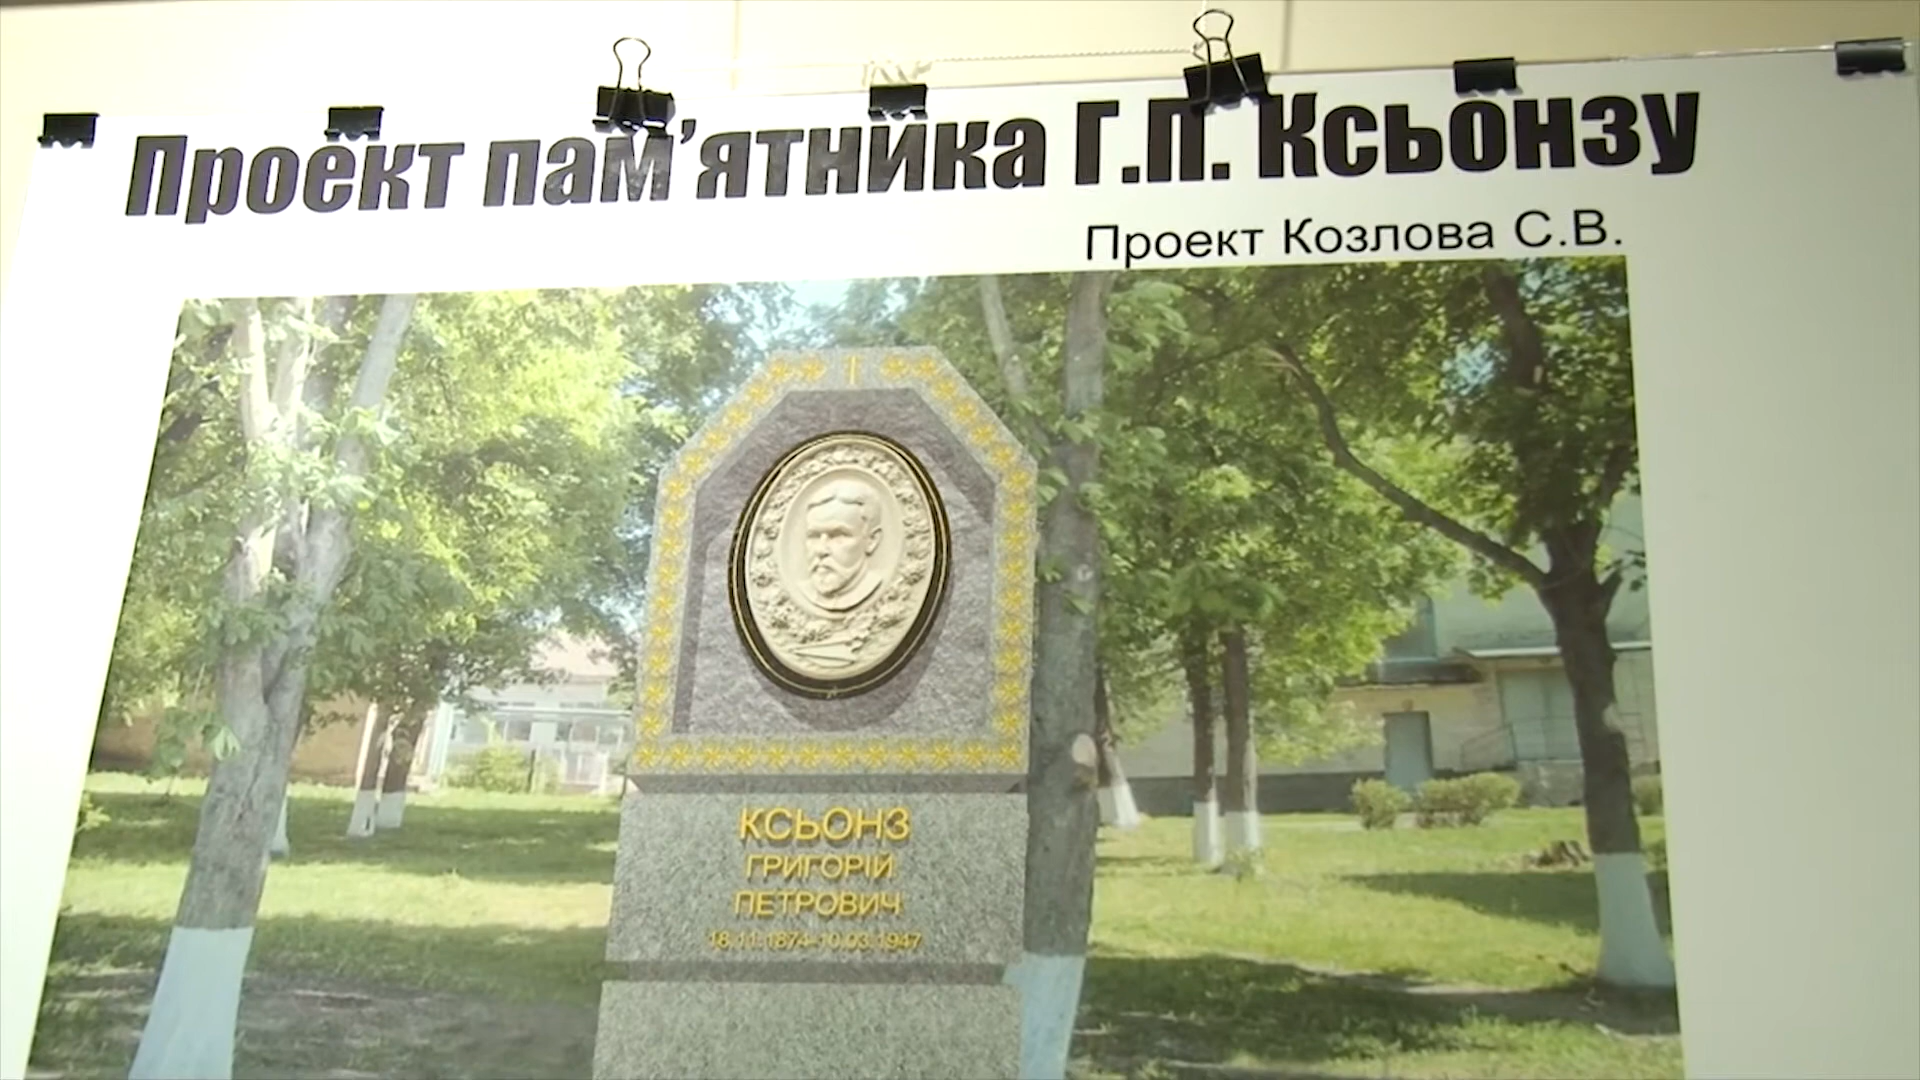 Проект пам’ятника Г.П. Ксьонзу
Проект Козлова С.В.
КСЬОНЗ
ГРИГОРІЙ
ПЕТРОВИЧ
18.11.1874-10.03.1947